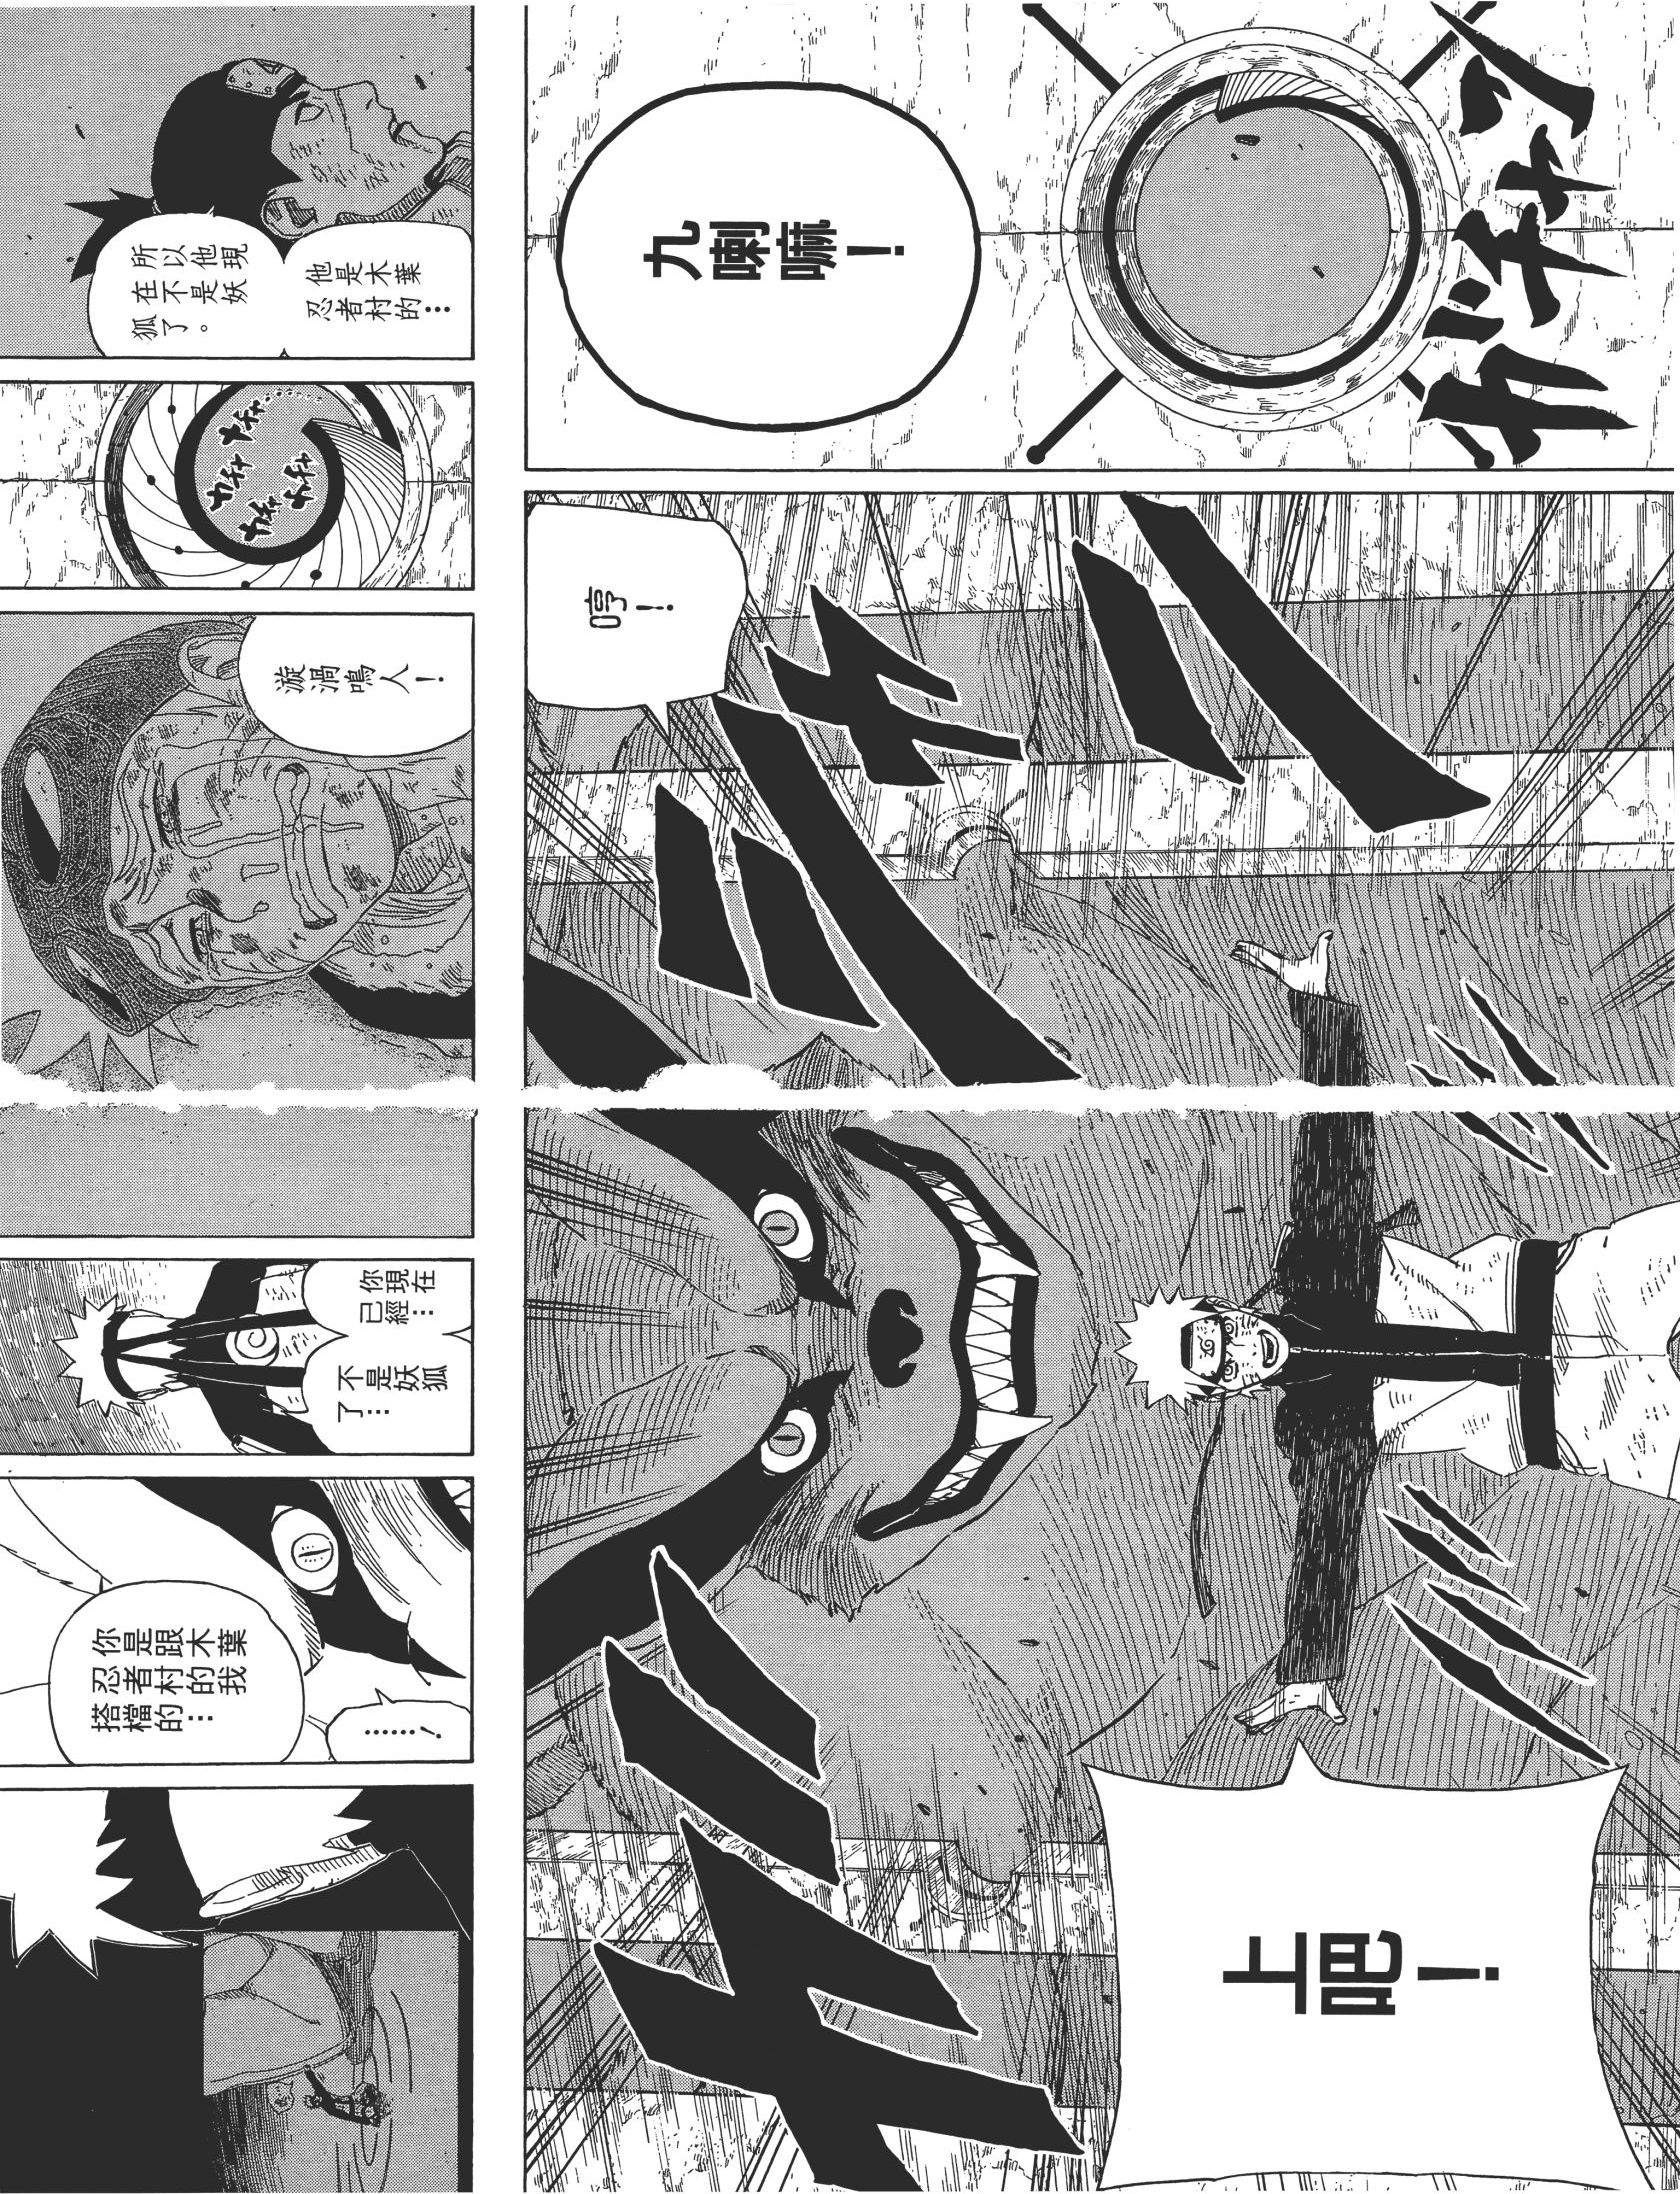 所以他現
在不是妖
狐了。
他是木葉
忍者村的…
漩渦鳴人！
你現在
已經…
不是妖狐
了…
你是跟木葉
忍者村的我
搭檔的…
……！
九喇嘛！
哼！
上吧！